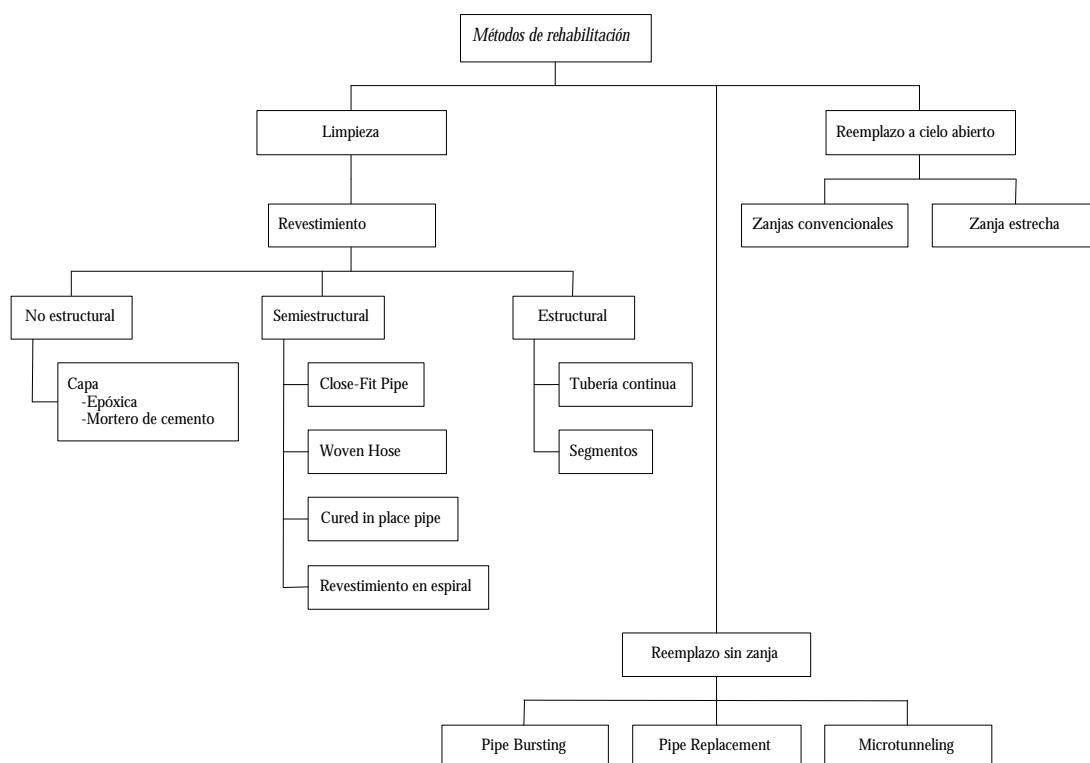 Métodos de rehabilitación
Limpieza
Reemplazo a cielo abierto
Revestimiento
Zanjas convencionales
Zanja estrecha
No estructural
Semiestructural
Estructural
Capa
-Epóxica
-Mortero de cemento
Close-Fit Pipe
Tubería continua
Woven Hose
Segmentos
Cured in place pipe
Revestimiento en espiral
Reemplazo sin zanja
Pipe Bursting
Pipe Replacement
Microtunneling